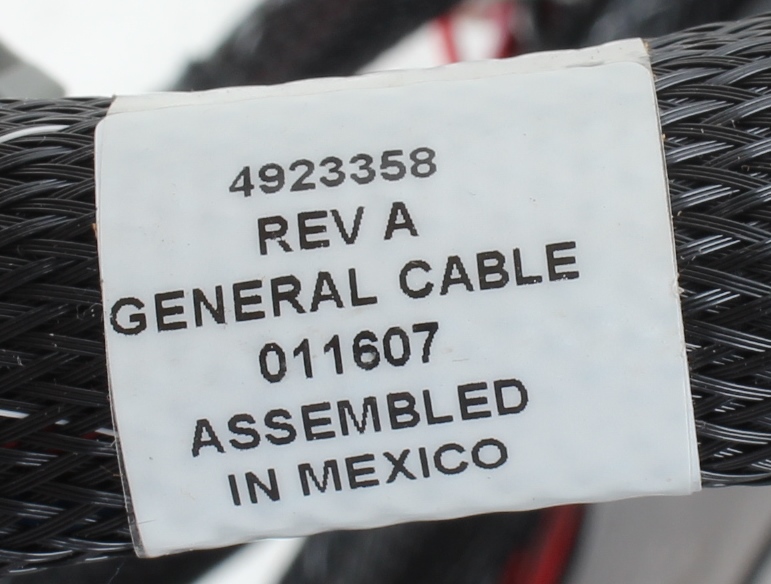 4923358
REV A
GENERAL CABLE
011607
ASSEMBLED
IN MEXICO